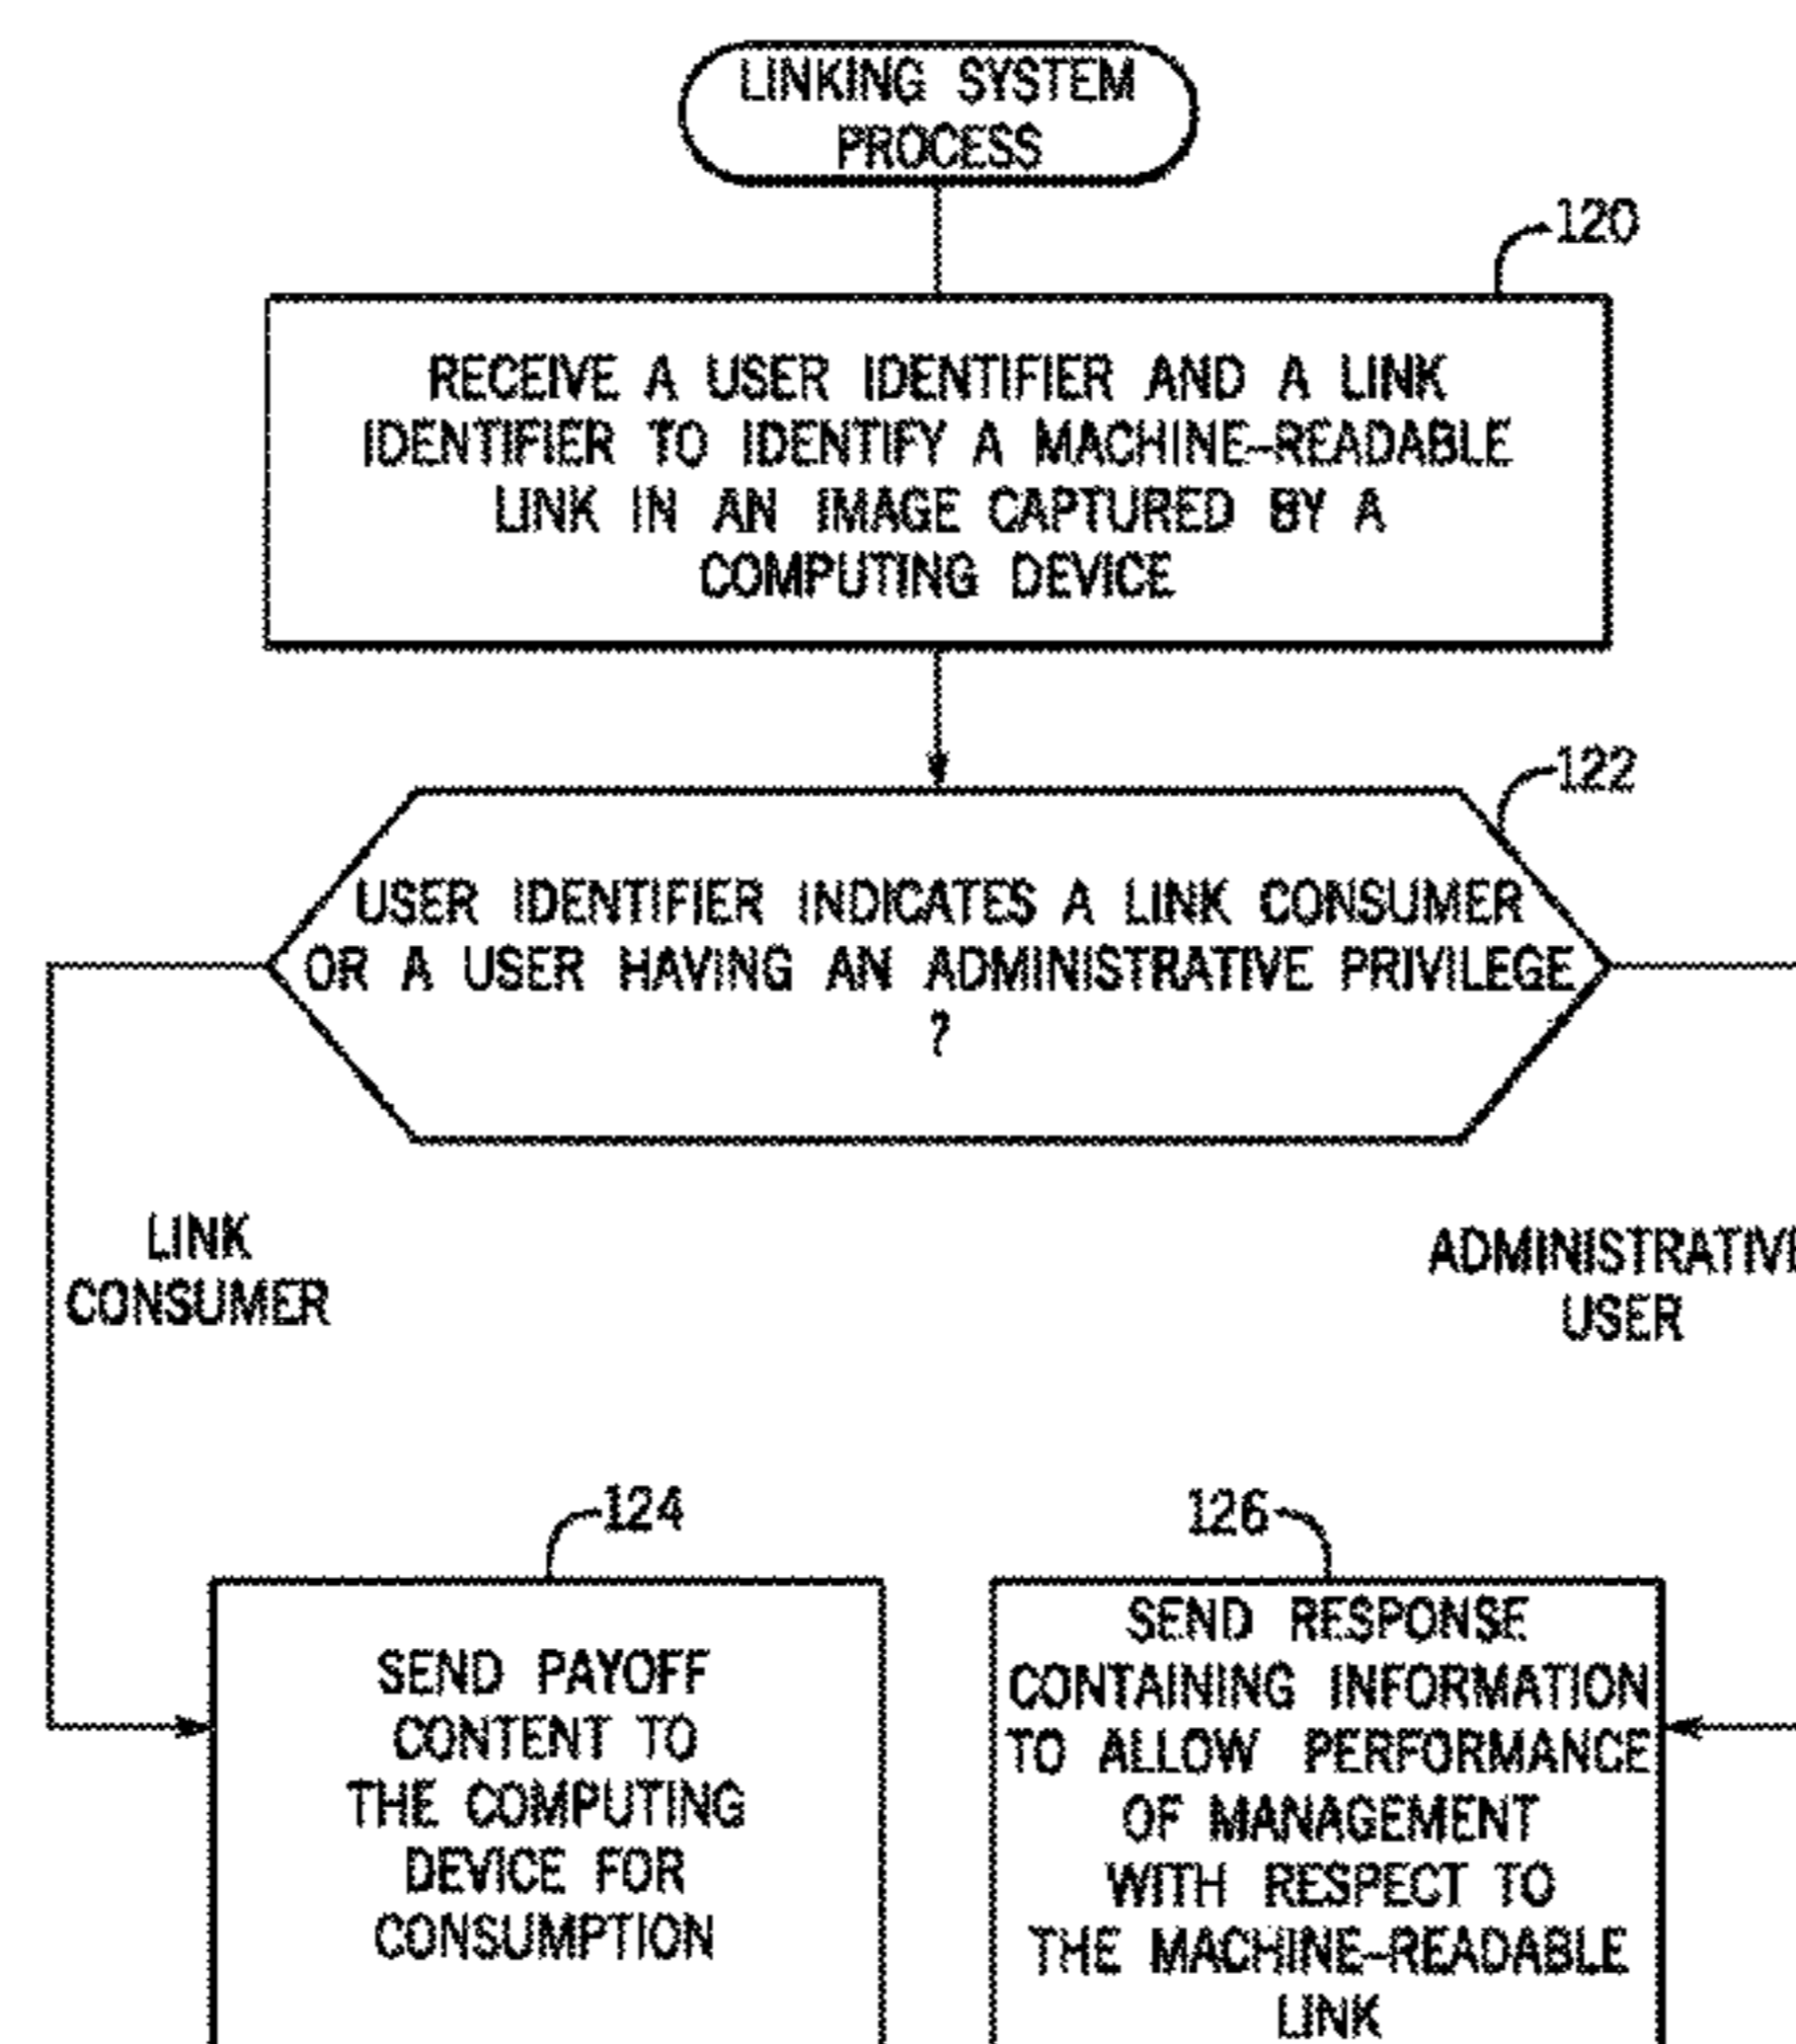 LINKING SYSTEM
PROCESS
120
RECEIVE A USER IDENTIFIER AND A LINK
IDENTIFIER TO IDENTIFY A MACHINE-READABLE
LINK IN AN IMAGE CAPTURED BY A
COMPUTING DEVICE
122
USER IDENTIFIER INDICATES A LINK CONSUMER
OR A USER HAVING AN ADMINISTRATIVE PRIVILEGE
?
LINK
CONSUMER
ADMINISTRATIVE
USER
124
SEND PAYOFF
CONTENT TO
THE COMPUTING
DEVICE FOR
CONSUMPTION
126
SEND RESPONSE
CONTAINING INFORMATION
TO ALLOW PERFORMANCE
OF MANAGEMENT
WITH RESPECT TO
THE MACHINE-READABLE
LINK